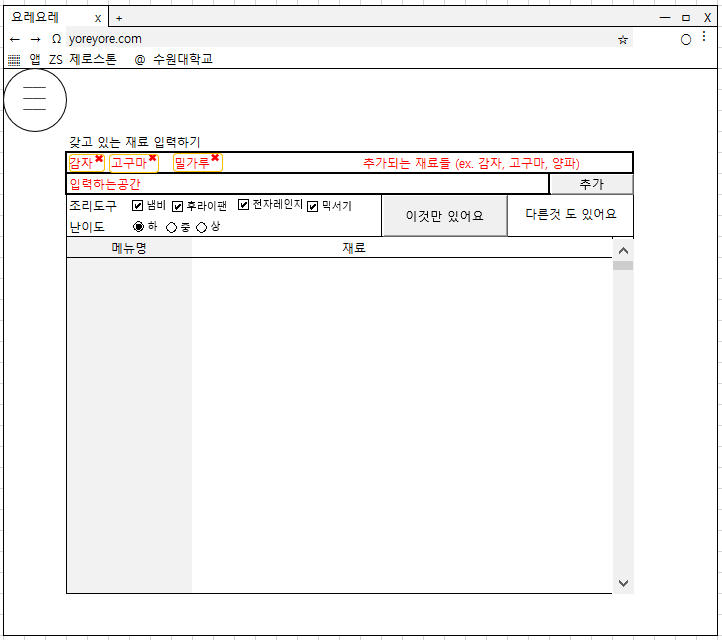 요레요레 x +
yoreyore.com
앱 ZS 제로스톤 @ 수원대학교
갖고 있는 재료 입력하기
감자 고구마 밀가루 추가되는 재료들 (ex. 감자, 고구마, 양파)
입력하는공간 추가
조리도구 냄비 후라이팬 전자레인지 믹서기
이것만 있어요 다른것 도 있어요
난이도 하 중 상
메뉴명 재료